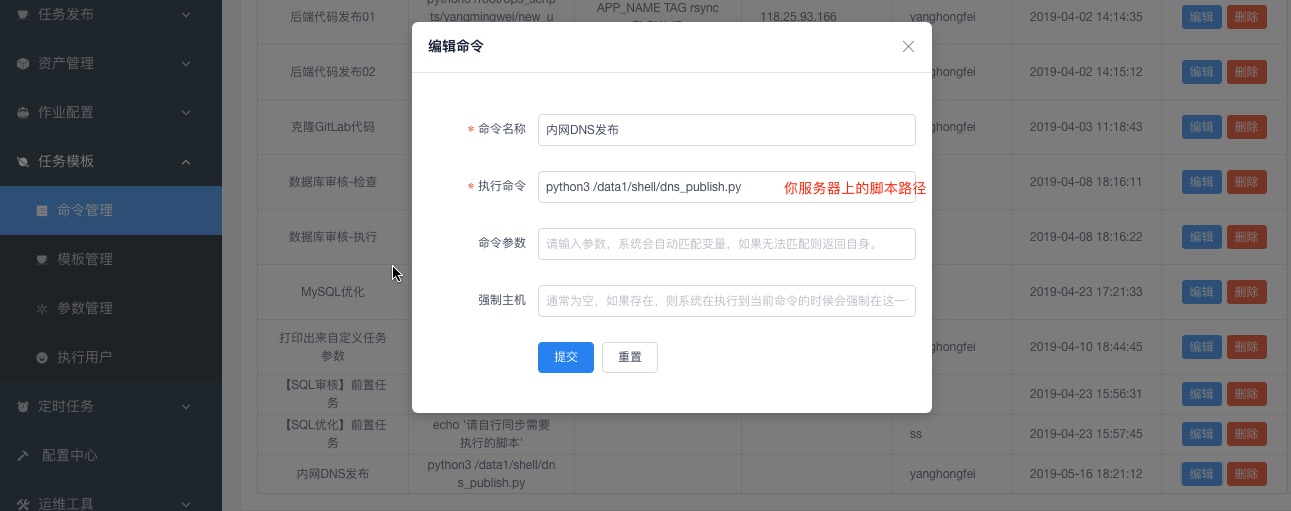 任务发布
资产管理
作业配置
任务模板
命令管理
模板管理
参数管理
执行用户
定时任务
配置中心
运维工具
后端代码发布01
ts/yangmingwei/new_u
APP_NAME TAG rsync
118.25.93.166
yanghongfei
2019-04-02 14:14:35
编辑
删除
后端代码发布02
ghongfei
2019-04-02 14:15:12
编辑
删除
克隆GitLab代码
ghongfei
2019-04-03 11:18:43
编辑
删除
数据库审核-检查
ghongfei
2019-04-08 18:16:11
编辑
删除
数据库审核-执行
ghongfei
2019-04-08 18:16:22
编辑
删除
MySQL优化
2019-04-23 17:21:33
编辑
删除
打印出来自定义任务
参数
ghongfei
2019-04-10 18:44:45
编辑
删除
【SQL审核】前置任
务
2019-04-23 15:56:31
编辑
删除
【SQL优化】前置任
务
echo '请自行同步需要
执行的脚本'
ss
2019-04-23 15:57:45
编辑
删除
内网DNS发布
python3 /data1/shell/dn
s_publish.py
yanghongfei
2019-05-16 18:21:12
编辑
删除
编辑命令
* 命令名称
内网DNS发布
* 执行命令
python3 /data1/shell/dns_publish.py
你服务器上的脚本路径
命令参数
请输入参数，系统会自动匹配变量，如果无法匹配则返回自身。
强制主机
通常为空，如果存在，则系统在执行到当前命令的时候会强制在这一
提交
重置